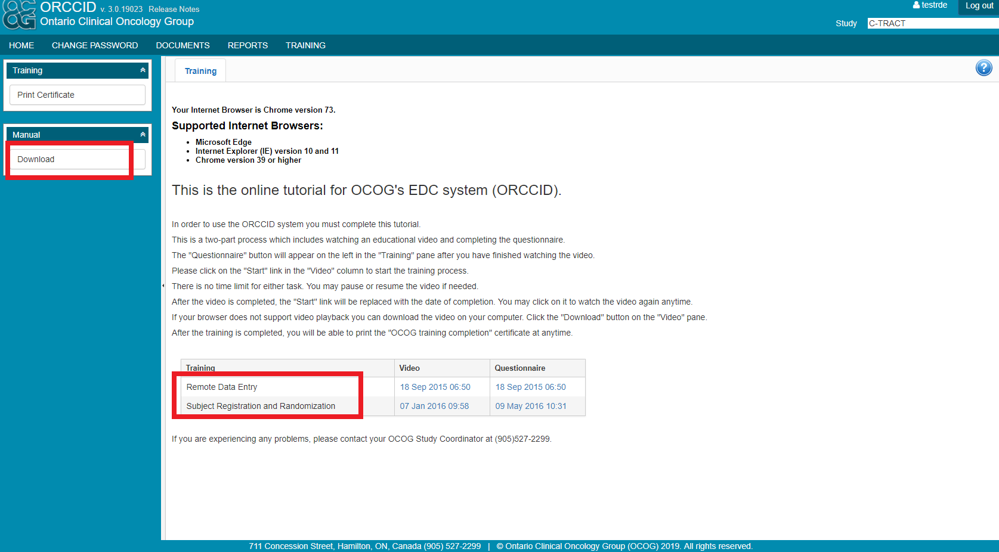 ORCCID v. 3.0.19023 Release Notes
Ontario Clinical Oncology Group
testrde
Log out
Study C-TRACT
HOME CHANGE PASSWORD DOCUMENTS REPORTS TRAINING
Training
Print Certificate
Manual
Download
Training
?
Your Internet Browser is Chrome version 73.
Supported Internet Browsers:
• Microsoft Edge
• Internet Explorer (IE) version 10 and 11
• Chrome version 39 or higher
This is the online tutorial for OCOG's EDC system (ORCCID).
In order to use the ORCCID system you must complete this tutorial.
This is a two-part process which includes watching an educational video and completing the questionnaire.
The "Questionnaire" button will appear on the left in the "Training" pane after you have finished watching the video.
Please click on the "Start" link in the "Video" column to start the training process.
There is no time limit for either task. You may pause or resume the video if needed.
After the video is completed, the "Start" link will be replaced with the date of completion. You may click on it to watch the video again anytime.
If your browser does not support video playback you can download the video on your computer. Click the "Download" button on the "Video" pane.
After the training is completed, you will be able to print the "OCOG training completion" certificate at anytime.
Training Video Questionnaire
Remote Data Entry 18 Sep 2015 06:50 18 Sep 2015 06:50
Subject Registration and Randomization 07 Jan 2016 09:58 09 May 2016 10:31
If you are experiencing any problems, please contact your OCOG Study Coordinator at (905)527-2299.
711 Concession Street, Hamilton, ON, Canada (905) 527-2299 | © Ontario Clinical Oncology Group (OCOG) 2019. All rights reserved.